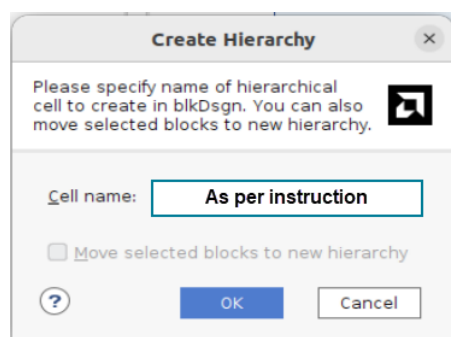 Create Hierarchy
Please specify name of hierarchical
cell to create in blkDsgn. You can also
move selected blocks to new hierarchy.
Cell name: As per instruction
Move selected blocks to new hierarchy
? OK Cancel